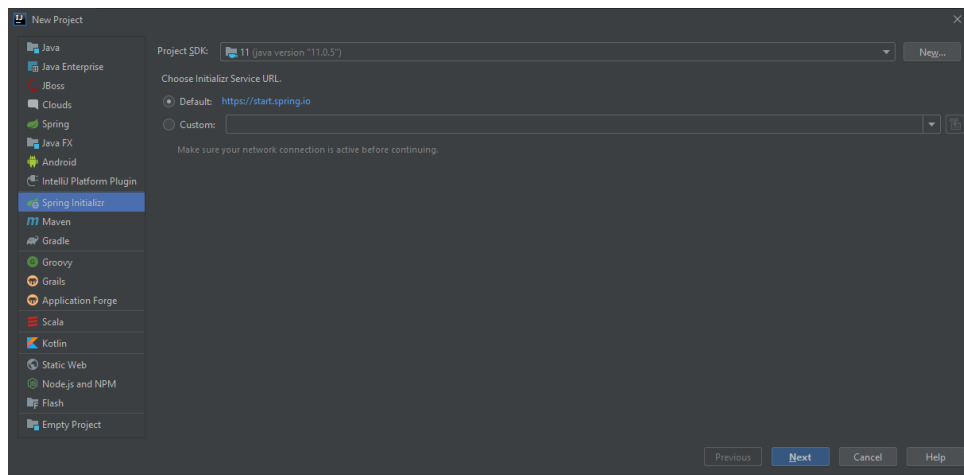 New Project
Java
Java Enterprise
JBoss
Clouds
Spring
Java FX
Android
IntelliJ Platform Plugin
Spring Initializr
Maven
Gradle
Groovy
Grails
Application Forge
Scala
Kotlin
Static Web
Node.js and NPM
Flash
Empty Project
Project SDK: 11 (java version "11.0.5") New...
Choose Initializr Service URL.
Default: https://start.spring.io
Custom:
Make sure your network connection is active before continuing.
Previous Next Cancel Help